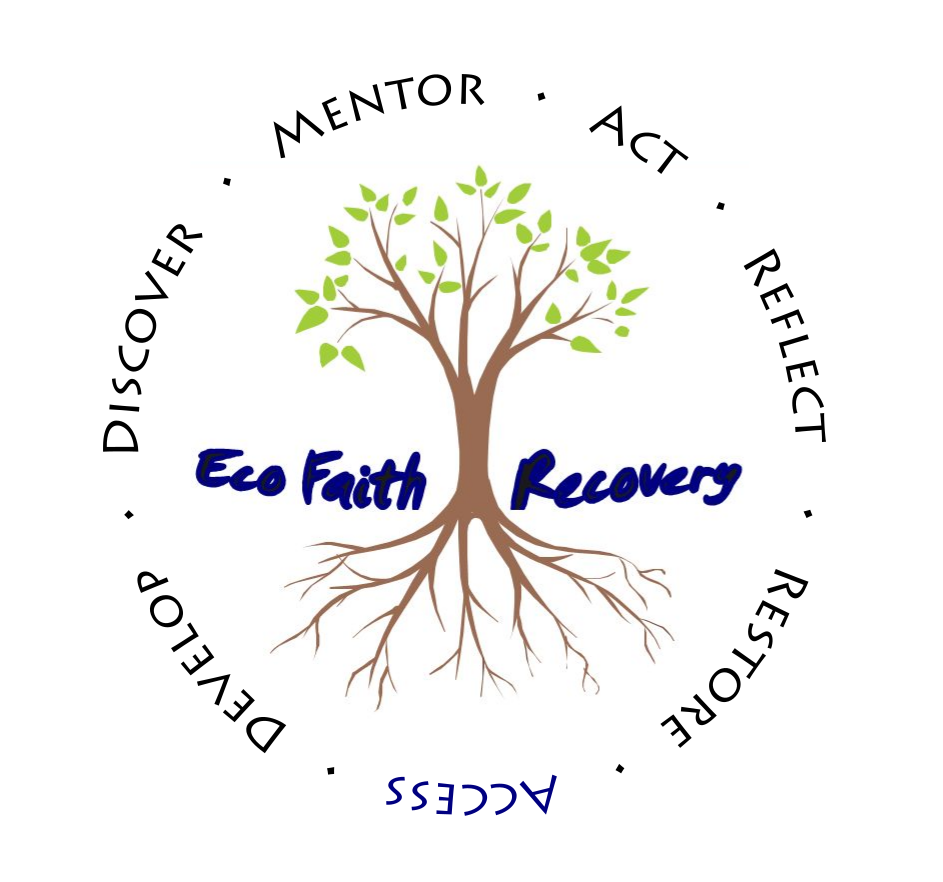 MENTOR · ACT · REFLECT · RESTORE · ACCESS · DEVELOP · DISCOVER ·
Eco Faith Recovery